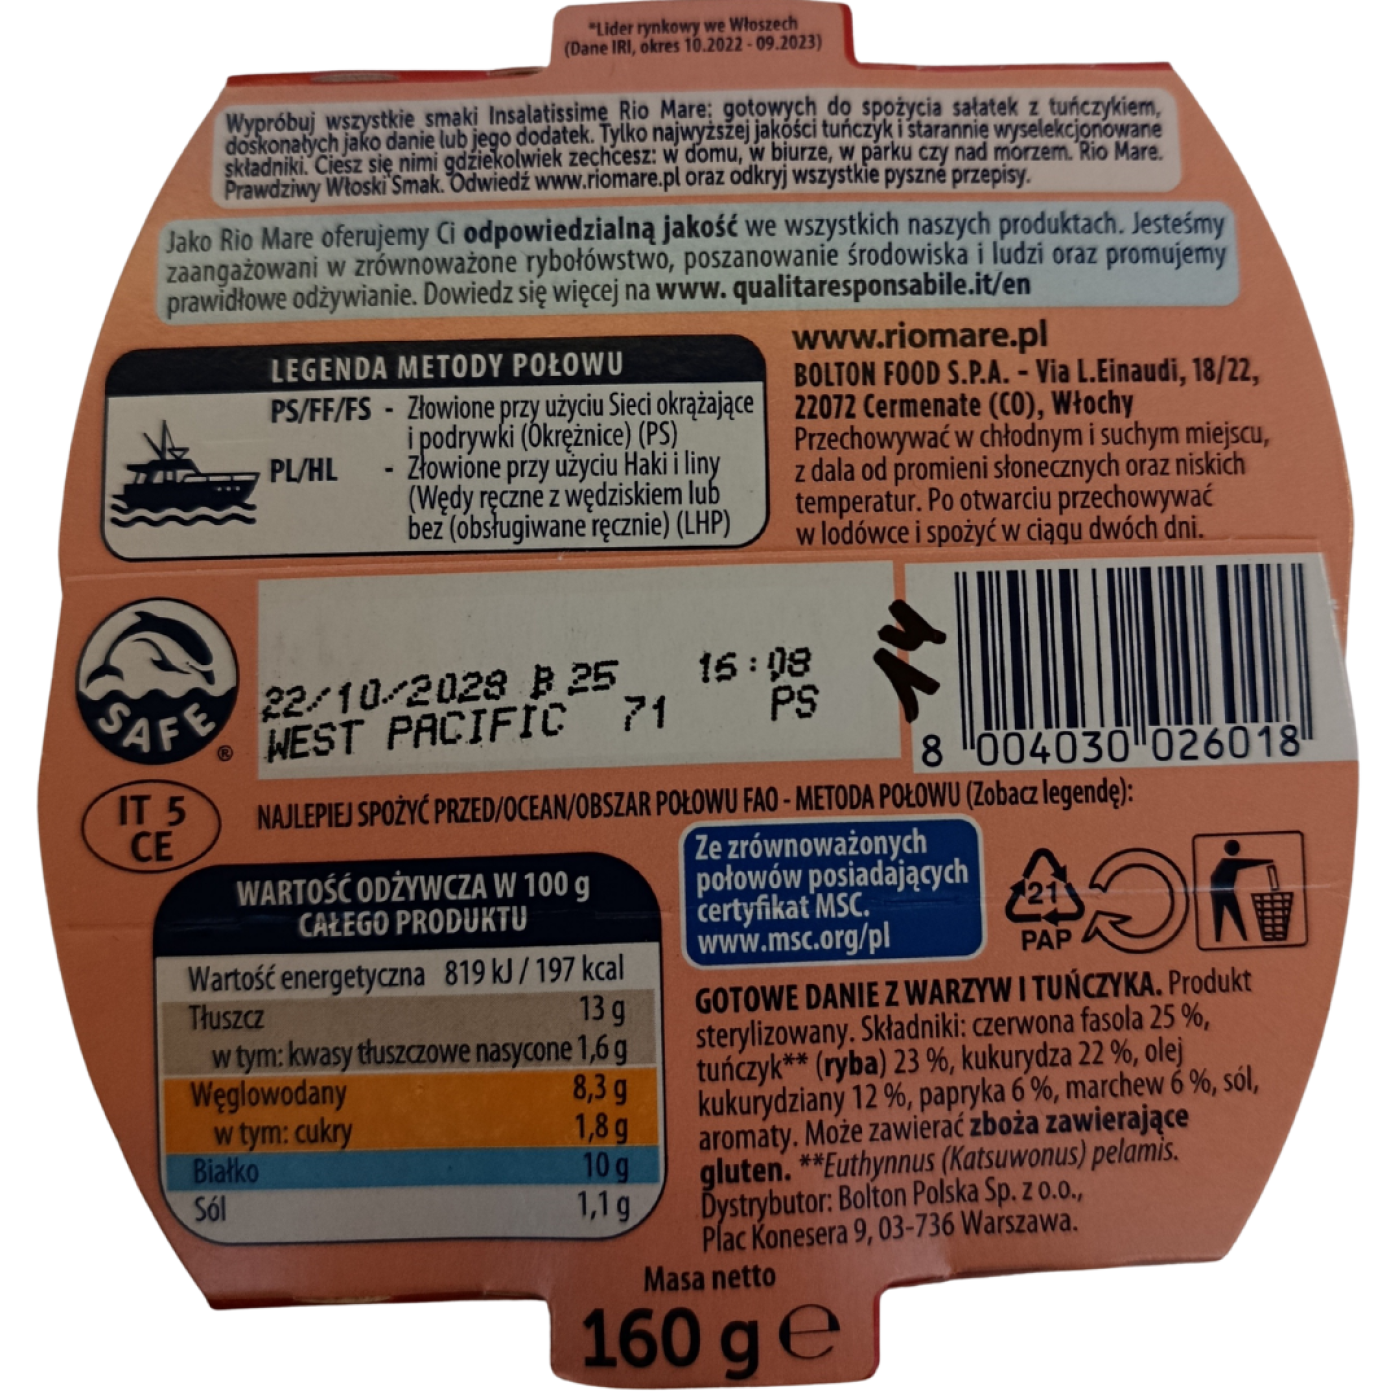 *Lider rynkowy we Włoszech
(Dane IRI, okres 10.2022 - 09.2023)
Wypróbuj wszystkie smaki Insalatissime Rio Mare: gotowych do spożycia sałatek z tuńczykiem,
doskonałych jako danie lub jego dodatek. Tylko najwyższej jakości tuńczyk i starannie wyselekcjonowane
składniki. Ciesz się nimi gdziekolwiek zechcesz: w domu, w biurze, w parku czy nad morzem. Rio Mare.
Prawdziwy Włoski Smak. Odwiedź www.riomare.pl oraz odkryj wszystkie pyszne przepisy.
Jako Rio Mare oferujemy Ci odpowiedzialną jakość we wszystkich naszych produktach. Jesteśmy
zaangażowani w zrównoważone rybołówstwo, poszanowanie środowiska i ludzi oraz promujemy
prawidłowe odżywianie. Dowiedz się więcej na www. qualitaresponsabile.it/en
LEGENDA METODY POŁOWU
PS/FF/FS - Złowione przy użyciu Sieci okrążające
i podrywki (Okrężnice) (PS)
PL/HL - Złowione przy użyciu Haki i liny
(Wędy ręczne z wędziskiem lub
bez (obsługiwane ręcznie) (LHP)
www.riomare.pl
BOLTON FOOD S.P.A. - Via L.Einaudi, 18/22,
22072 Cermenate (CO), Włochy
Przechowywać w chłodnym i suchym miejscu,
z dala od promieni słonecznych oraz niskich
temperatur. Po otwarciu przechowywać
w lodówce i spożyć w ciągu dwóch dni.
SAFE®
22/10/2028 B 25 16:08
WEST PACIFIC 71 PS
14
8 004030 026018
IT 5
CE
NAJLEPIEJ SPOŻYĆ PRZED/OCEAN/OBSZAR POŁOWU FAO - METODA POŁOWU (Zobacz legendę):
WARTOŚĆ ODŻYWCZA W 100 g
CAŁEGO PRODUKTU
Wartość energetyczna 819 kJ / 197 kcal
Tłuszcz 13 g
w tym: kwasy tłuszczowe nasycone 1,6 g
Węglowodany 8,3 g
w tym: cukry 1,8 g
Białko 10 g
Sól 1,1 g
Ze zrównoważonych
połowów posiadających
certyfikat MSC.
www.msc.org/pl
21
PAP
GOTOWE DANIE Z WARZYW I TUŃCZYKA. Produkt
sterylizowany. Składniki: czerwona fasola 25 %,
tuńczyk** (ryba) 23 %, kukurydza 22 %, olej
kukurydziany 12 %, papryka 6 %, marchew 6 %, sól,
aromaty. Może zawierać zboża zawierające
gluten. **Euthynnus (Katsuwonus) pelamis.
Dystrybutor: Bolton Polska Sp. z o.o.,
Plac Konesera 9, 03-736 Warszawa.
Masa netto
160 g e